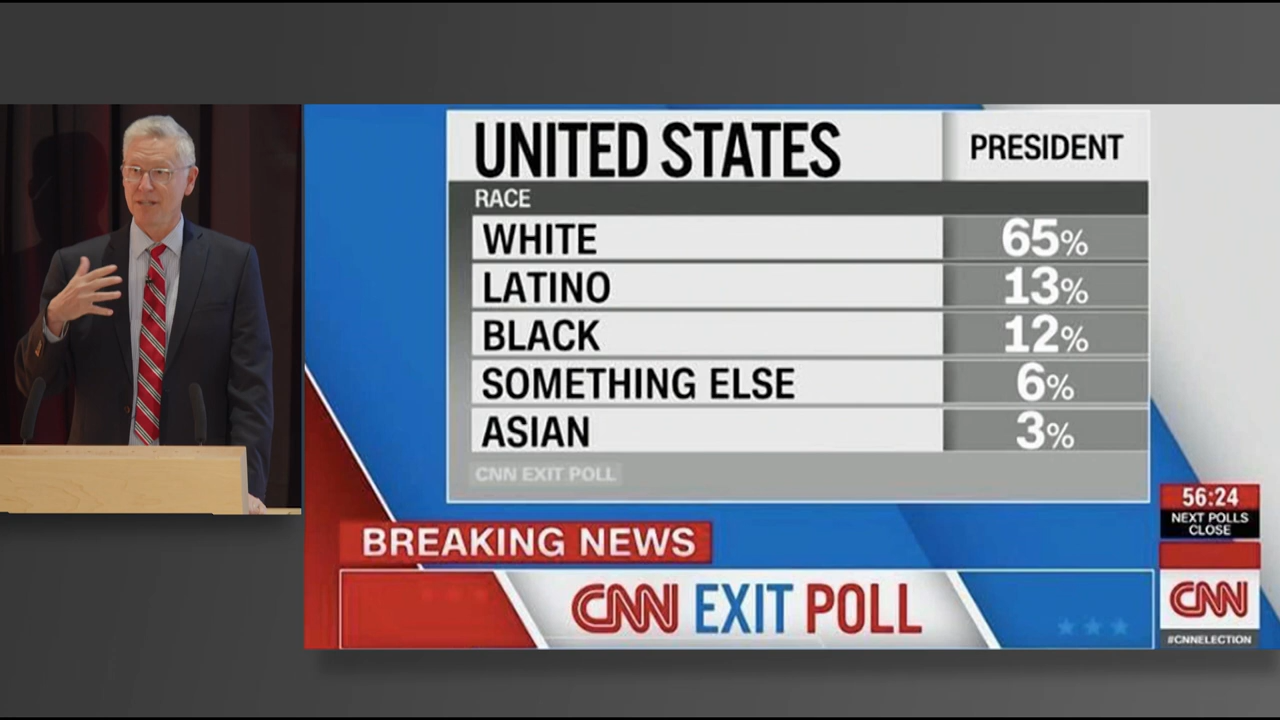 UNITED STATES
PRESIDENT
RACE
WHITE 65%
LATINO 13%
BLACK 12%
SOMETHING ELSE 6%
ASIAN 3%
CNN EXIT POLL
56:24
NEXT POLLS
CLOSE
BREAKING NEWS
CNN EXIT POLL
CNN
#CNNELECTION